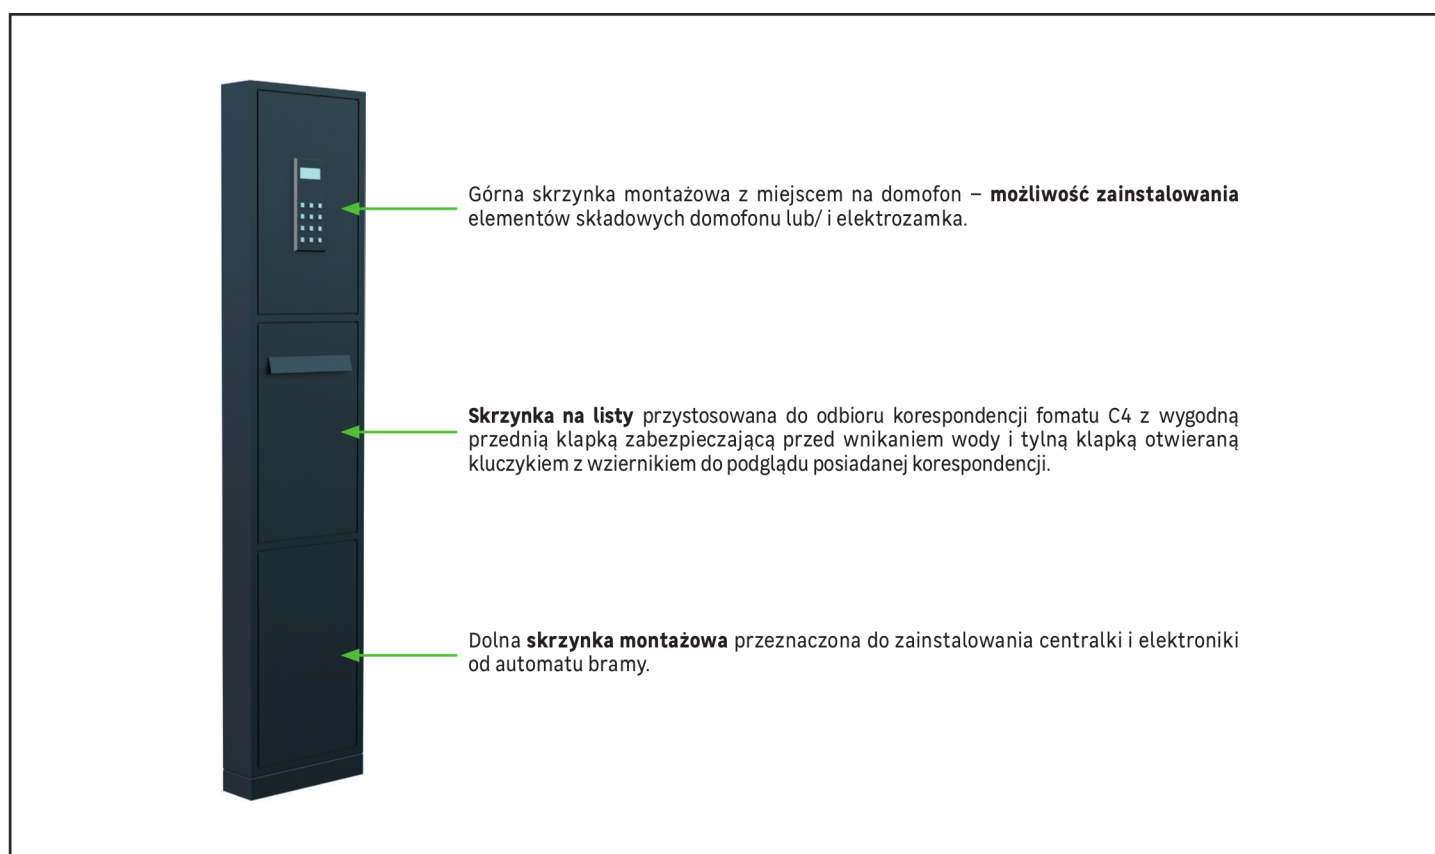 Górna skrzynka montażowa z miejscem na domofon – możliwość zainstalowania
elementów składowych domofonu lub/ i elektrozamka.
Skrzynka na listy przystosowana do odbioru korespondencji fomatu C4 z wygodną
przednią klapką zabezpieczającą przed wnikaniem wody i tylną klapką otwieraną
kluczykiem z wziernikiem do podglądu posiadanej korespondencji.
Dolna skrzynka montażowa przeznaczona do zainstalowania centralki i elektroniki
od automatu bramy.